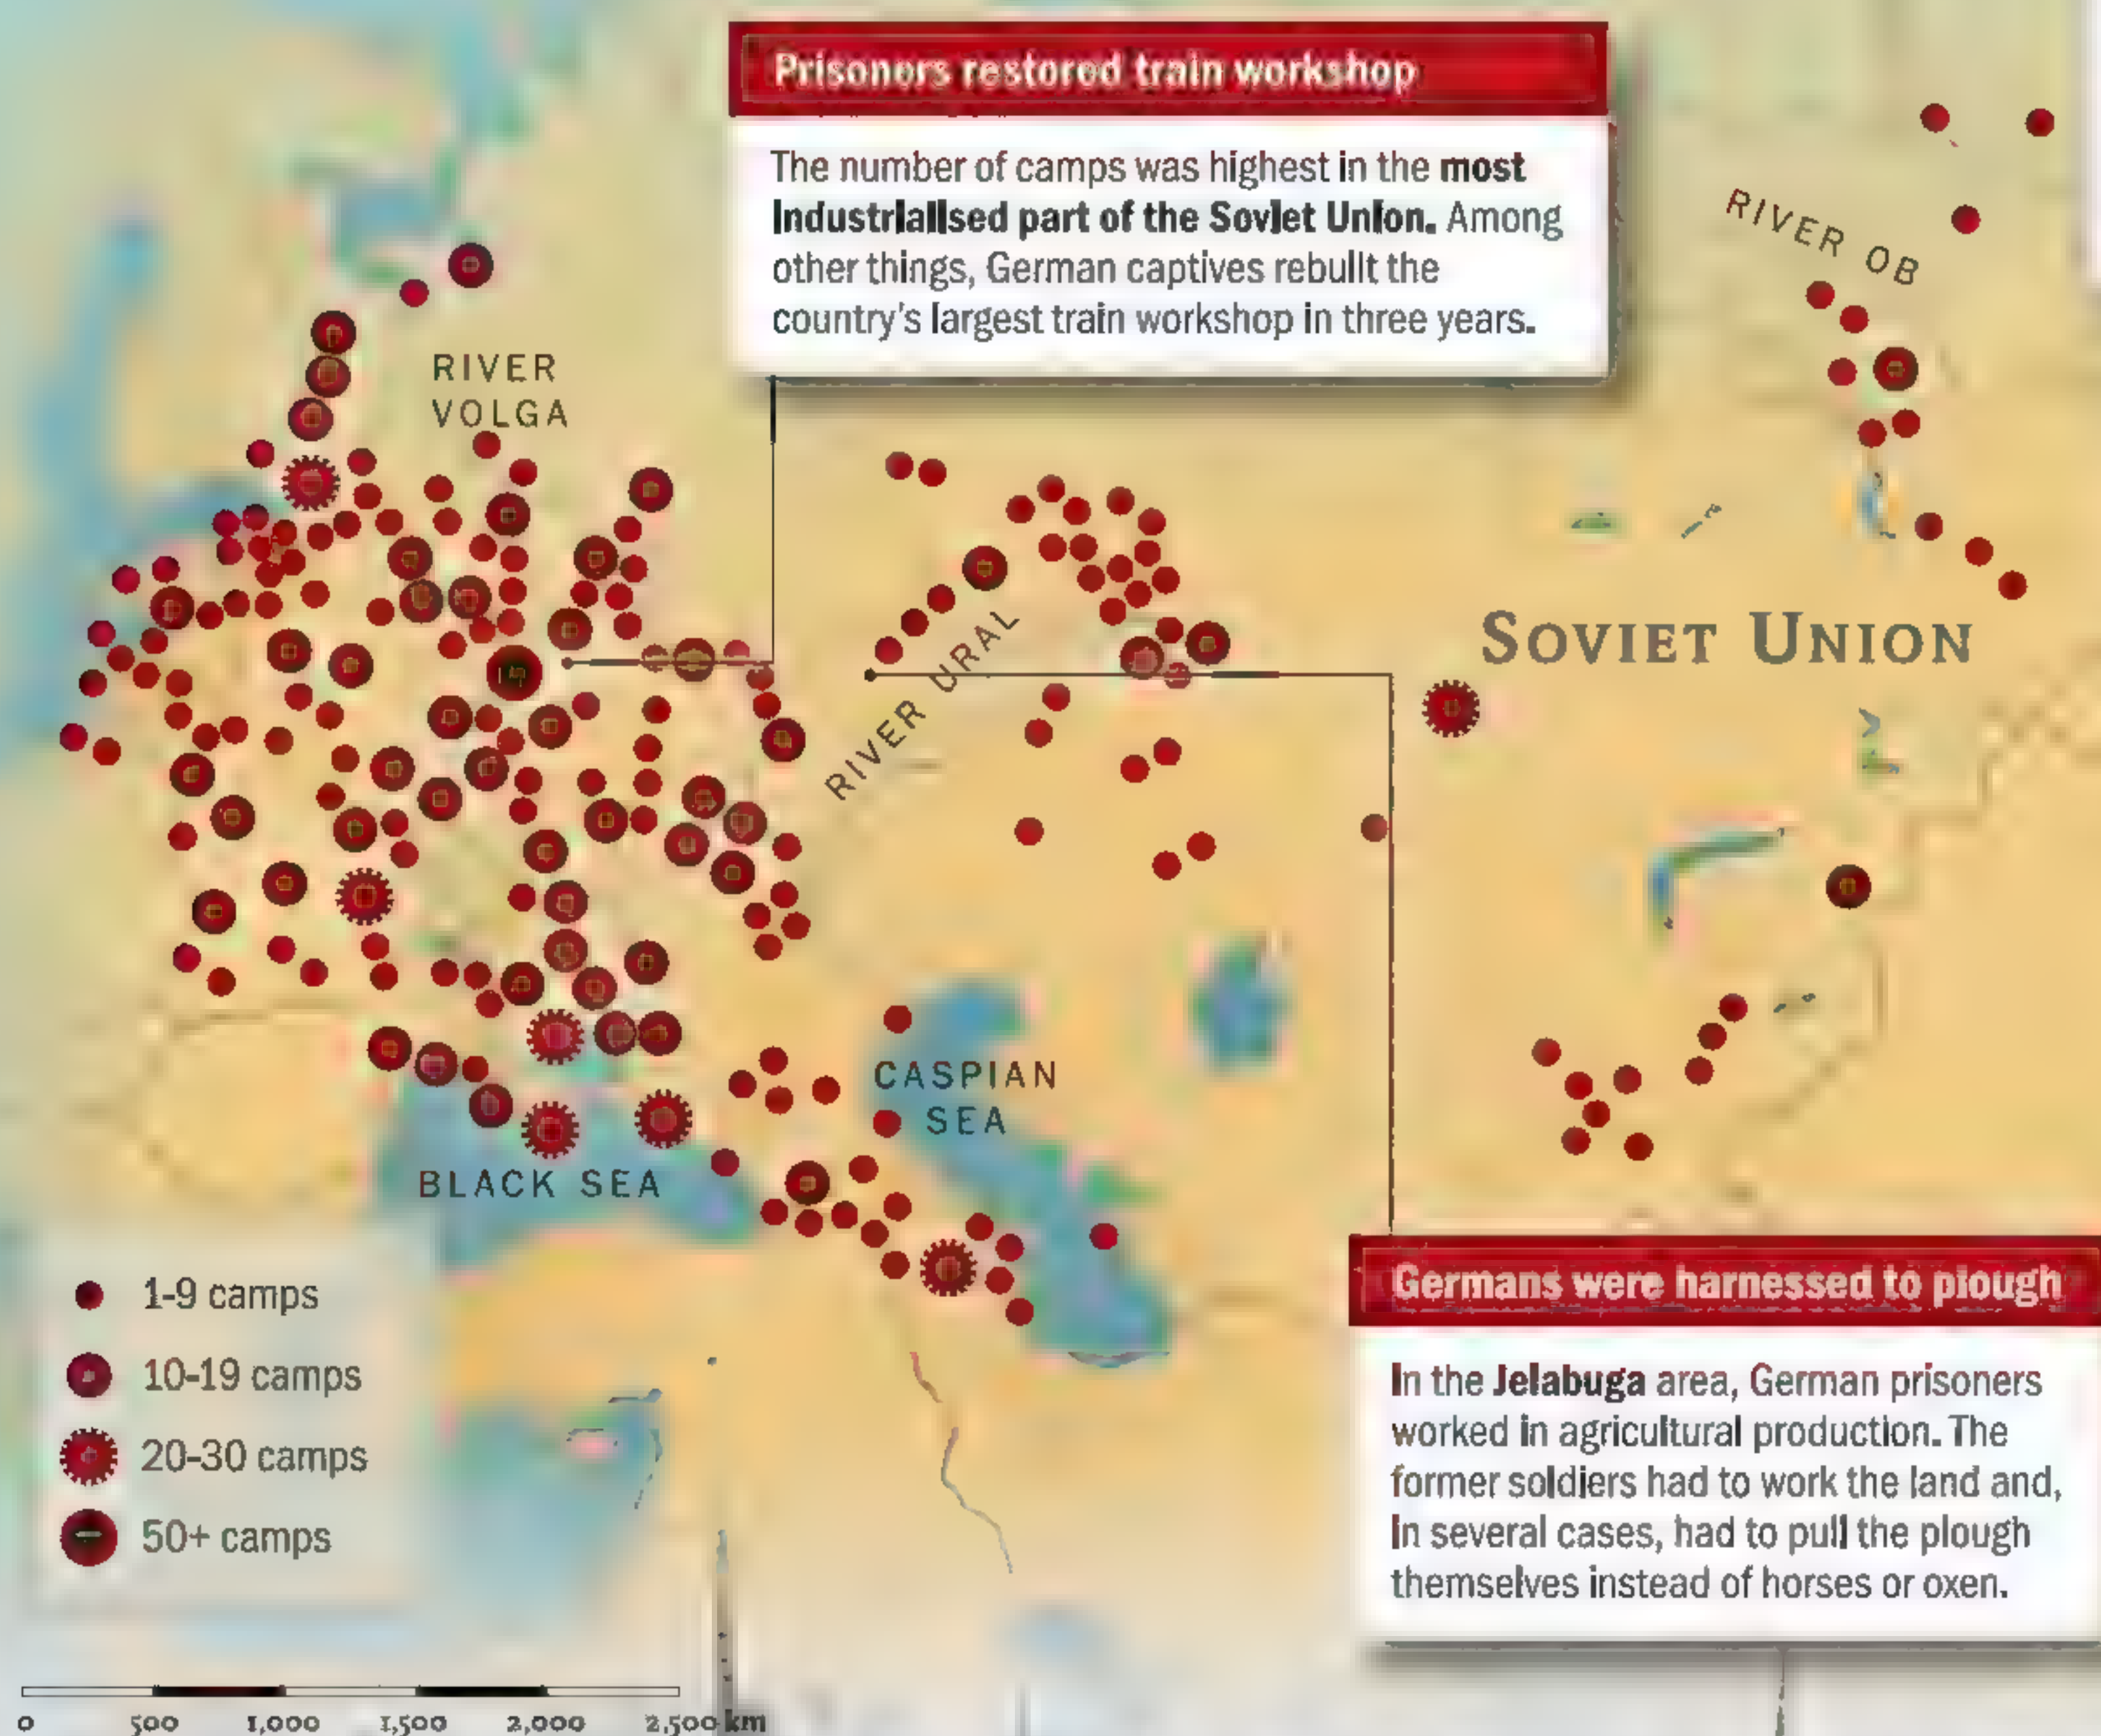 Prisoners restored train workshop
The number of camps was highest in the most
industrialised part of the Soviet Union. Among
other things, German captives rebuilt the
country's largest train workshop in three years.
RIVER OB
RIVER
VOLGA
SOVIET UNION
RIVER URAL
CASPIAN
SEA
BLACK SEA
1-9 camps
10-19 camps
20-30 camps
50+ camps
0 500 1,000 1,500 2,000 2,500 km
Germans were harnessed to plough
In the Jelabuga area, German prisoners
worked in agricultural production. The
former soldiers had to work the land and,
in several cases, had to pull the plough
themselves instead of horses or oxen.